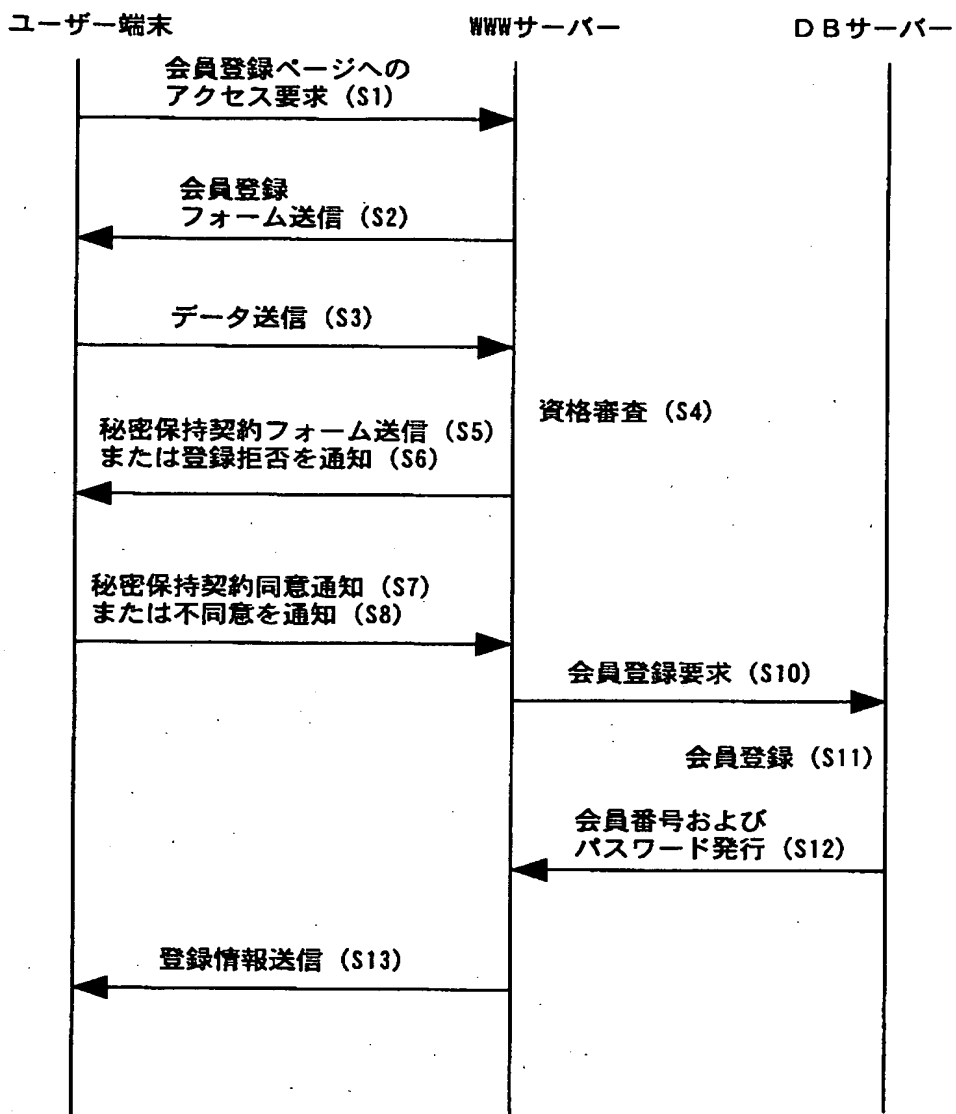 ユーザー端末
WWWサーバー
DBサーバー
会員登録ページへの
アクセス要求 (S1)
会員登録
フォーム送信 (S2)
データ送信 (S3)
資格審査 (S4)
秘密保持契約フォーム送信 (S5)
または登録拒否を通知 (S6)
秘密保持契約同意通知 (S7)
または不同意を通知 (S8)
会員登録要求 (S10)
会員登録 (S11)
会員番号および
パスワード発行 (S12)
登録情報送信 (S13)